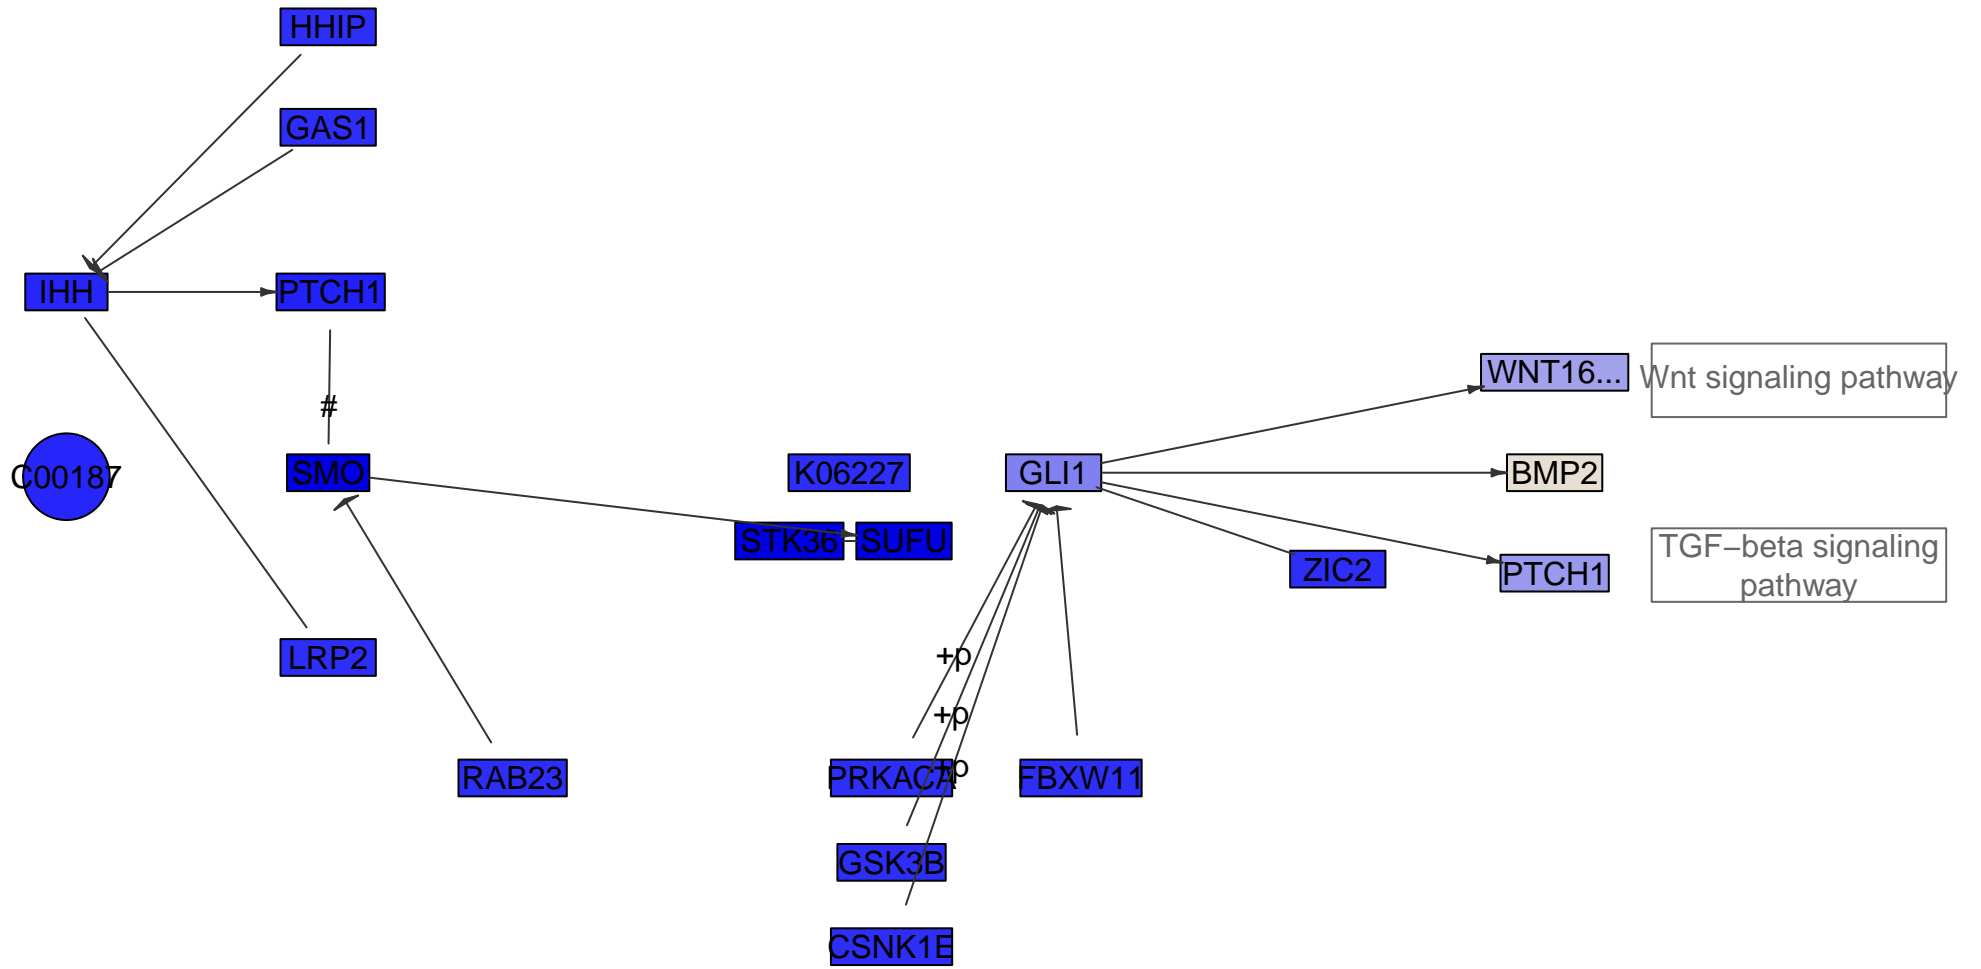 HHIP
GAS1
IHH
PTCH1
#
WNT16...
Wnt signaling pathway
C00187
SMO
K06227
GLI1
BMP2
STK36
SUFU
ZIC2
PTCH1
TGF−beta signaling
pathway
LRP2
+p
+p
+p
RAB23
PRKACA
FBXW11
GSK3B
CSNK1E